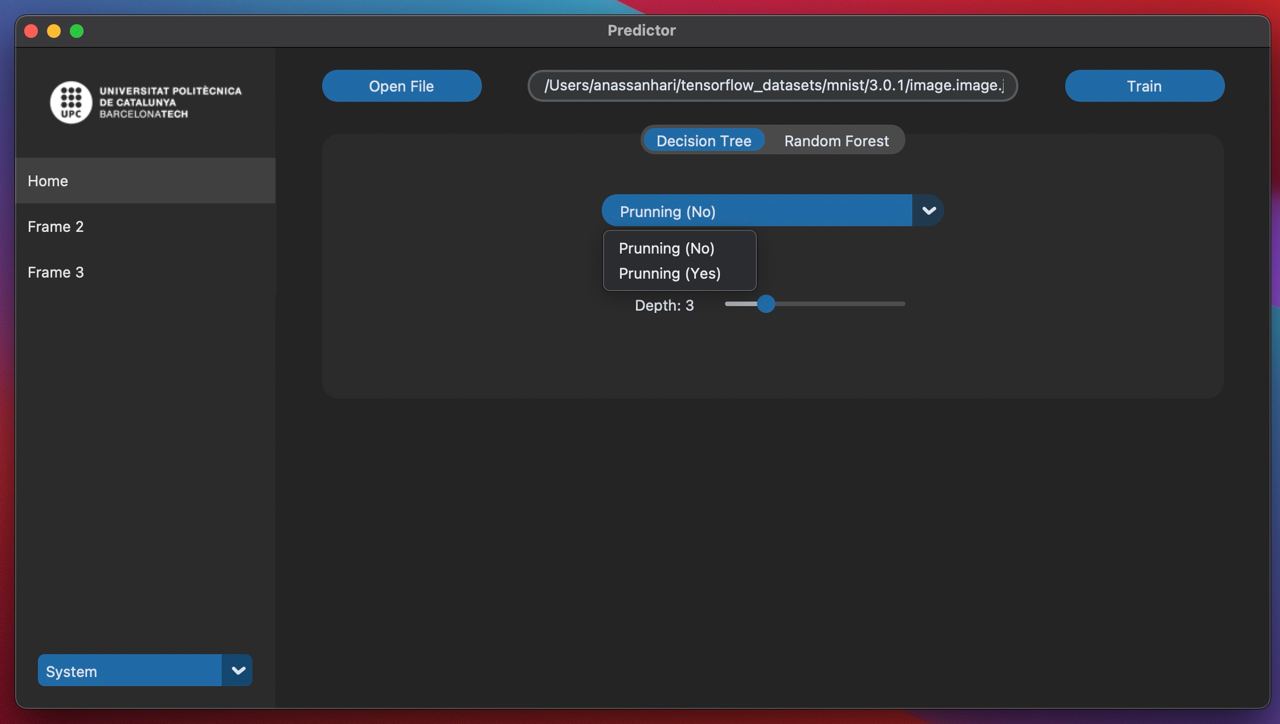 Predictor
UPC
UNIVERSITAT POLITÈCNICA
DE CATALUNYA
BARCELONATECH
Home
Frame 2
Frame 3
System
Open File
/Users/anassanhari/tensorflow_datasets/mnist/3.0.1/image.image.j
Train
Decision Tree
Random Forest
Prunning (No)
Prunning (No)
Prunning (Yes)
Depth: 3